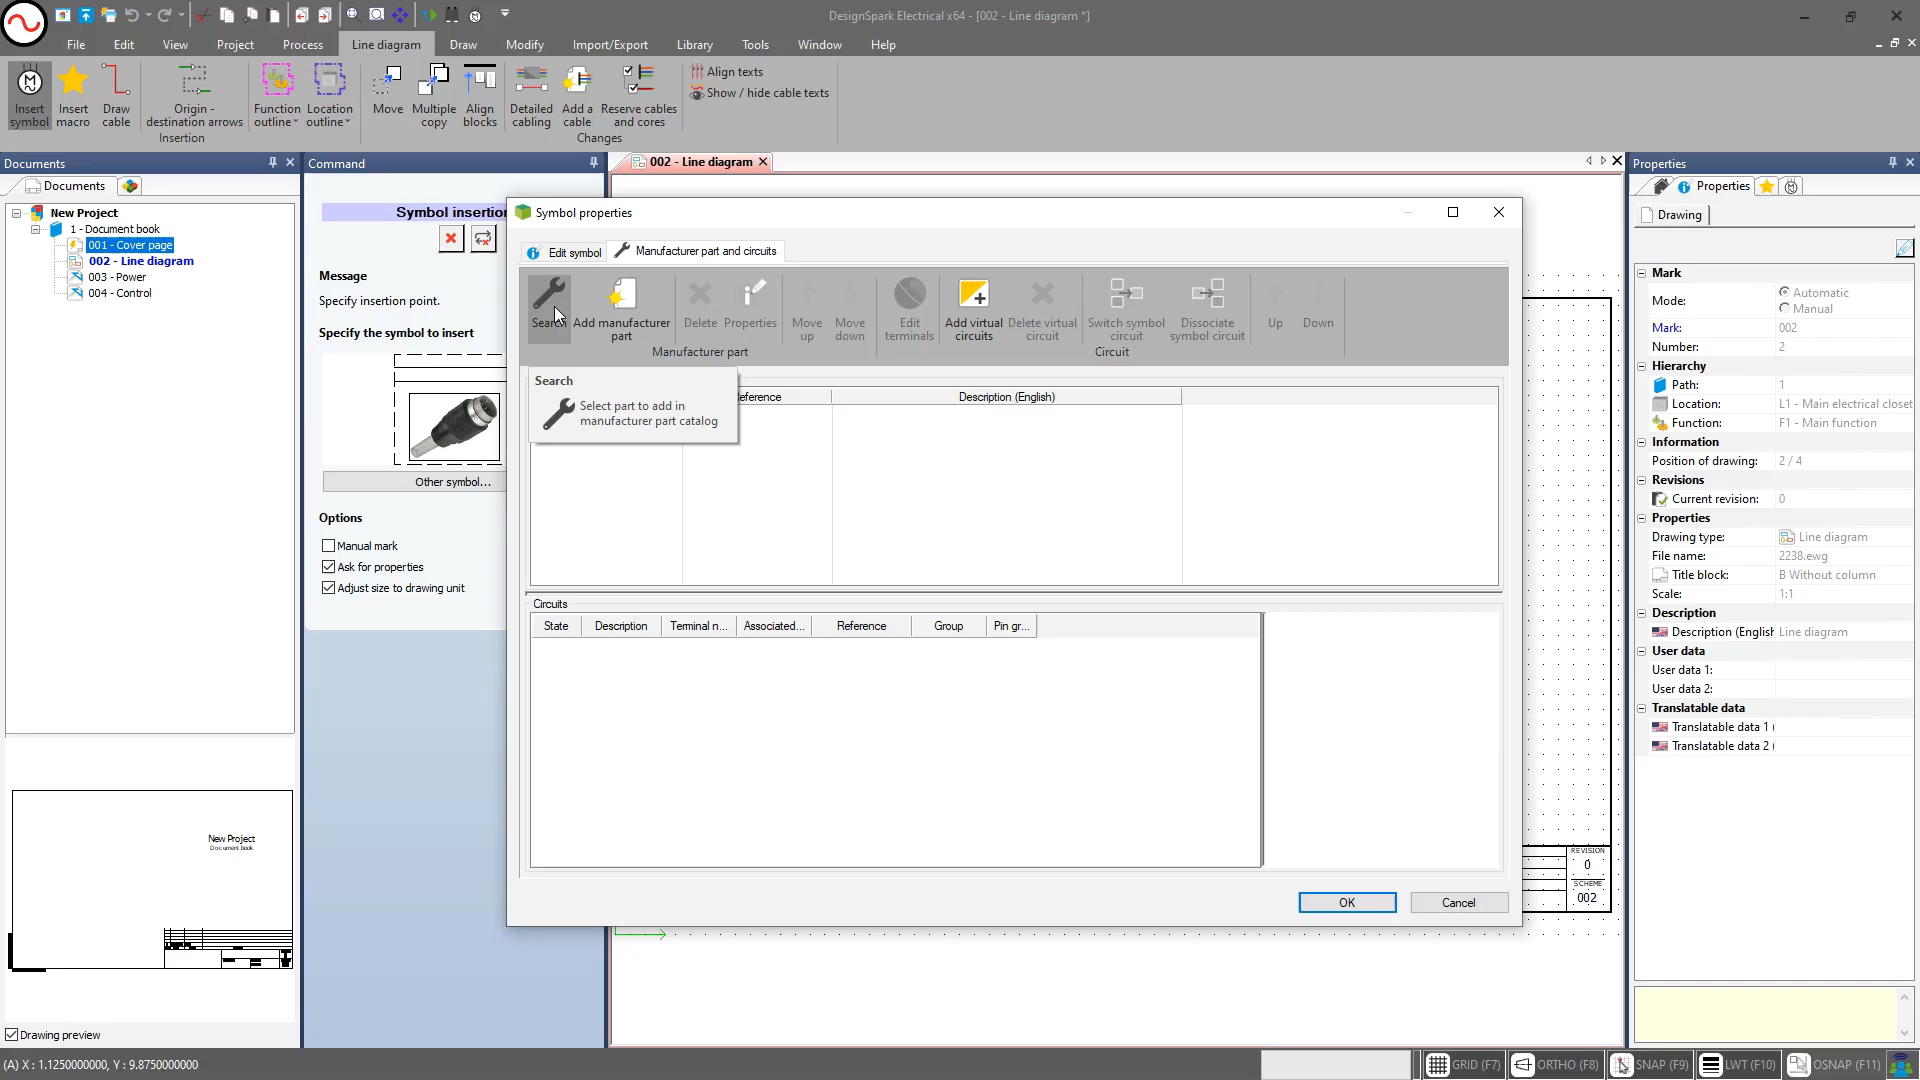 DesignSpark Electrical x64 - [002 - Line diagram *]
File Edit View Project Process Line diagram Draw Modify Import/Export Library Tools Window Help
Insert symbol
Insert macro
Draw cable
Origin - destination arrows
Insertion
Function outline
Location outline
Move
Multiple copy
Align blocks
Detailed cabling
Add a cable
Reserve cables and cores
Changes
Align texts
Show / hide cable texts
Documents
Documents
New Project
1 - Document book
001 - Cover page
002 - Line diagram
003 - Power
004 - Control
New Project
Document book
Drawing preview
Command
Symbol insertion
Message
Specify insertion point.
Specify the symbol to insert
Other symbol...
Options
Manual mark
Ask for properties
Adjust size to drawing unit
002 - Line diagram
Symbol properties
Edit symbol
Manufacturer part and circuits
Search
Add manufacturer part
Delete
Properties
Move up
Move down
Manufacturer part
Edit terminals
Add virtual circuits
Delete virtual circuit
Switch symbol circuit
Dissociate symbol circuit
Circuit
Up
Down
Search
Select part to add in
manufacturer part catalog
eference
Description (English)
Circuits
State Description Terminal n... Associated... Reference Group Pin gr...
OK
Cancel
REVISION
0
SCHEME
002
Properties
Properties
Drawing
Mark
Mode: Automatic
Manual
Mark: 002
Number: 2
Hierarchy
Path: 1
Location: L1 - Main electrical closet
Function: F1 - Main function
Information
Position of drawing: 2 / 4
Revisions
Current revision: 0
Properties
Drawing type: Line diagram
File name: 2238.ewg
Title block: B Without column
Scale: 1:1
Description
Description (English Line diagram
User data
User data 1:
User data 2:
Translatable data
Translatable data 1 (
Translatable data 2 (
(A) X : 1.1250000000, Y : 9.8750000000
GRID (F7) ORTHO (F8) SNAP (F9) LWT (F10) OSNAP (F11)